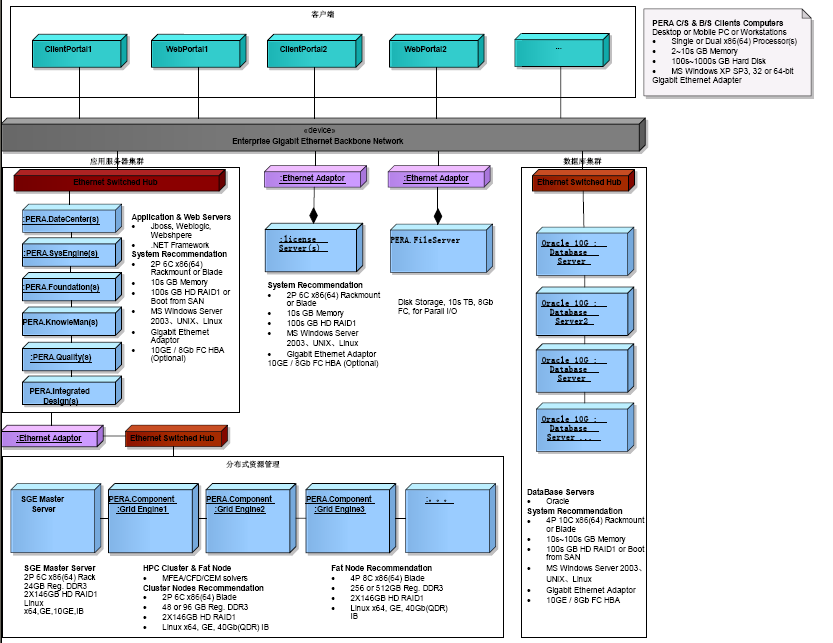 客户端
ClientPortal1
WebPortal1
ClientPortal2
WebPortal2
...
PERA C/S & B/S Clients Computers
Desktop or Mobile PC or Workstations
• Single or Dual x86(64) Processor(s)
• 2~10s GB Memory
• 100s~1000s GB Hard Disk
• MS Windows XP SP3, 32 or 64-bit
Gigabit Ethernet Adapter
«device»
Enterprise Gigabit Ethernet Backbone Network
应用服务器集群
Ethernet Switched Hub
:PERA.DateCenter(s)
:PERA.SysEngine(s)
:PERA.Foundation(s)
PERA.KnowleMan(s)
:PERA.Quality(s)
PERA.Integrated
Design(s)
Application & Web Servers
• Jboss, Weblogic,
Webshpere
• .NET Framework
System Recommendation
• 2P 6C x86(64)
Rackmount or Blade
• 10s GB Memory
• 100s GB HD RAID1 or
Boot from SAN
• MS Windows Server
2003、UNIX、Linux
• Gigabit Ethernet
Adaptor
• 10GE / 8Gb FC HBA
(Optional)
:Ethernet Adaptor
:license
Server(s)
System Recommendation
• 2P 6C x86(64) Rackmount
or Blade
• 10s GB Memory
• 100s GB HD RAID1
• MS Windows Server
2003、UNIX、Linux
• Gigabit Ethernet Adaptor
10GE / 8Gb FC HBA (Optional)
:Ethernet Adaptor
PERA.FileServer
Disk Storage, 10s TB, 8Gb
FC, for Parall I/O
数据库集群
Ethernet Switched Hub
Oracle 10G :
Database
Server
Oracle 10G :
Database
Server2
Oracle 10G :
Database
Server
Oracle 10G :
Database
Server ...
DataBase Servers
• Oracle
System Recommendation
• 4P 10C x86(64) Rackmount
or Blade
• 10s~100s GB Memory
• 100s GB HD RAID1 or Boot
from SAN
• MS Windows Server 2003、
UNIX、Linux
• Gigabit Ethernet Adaptor
• 10GE / 8Gb FC HBA
:Ethernet Adaptor
Ethernet Switched Hub
分布式资源管理
SGE Master
Server
PERA.Component
:Grid Engine1
PERA.Component
:Grid Engine2
PERA.Component
:Grid Engine3
:。。。
SGE Master Server
2P 6C x86(64) Rack
24GB Reg. DDR3
2X146GB HD RAID1
Linux
x64,GE,10GE,IB
HPC Cluster & Fat Node
• MFEA/CFD/CEM solvers
Cluster Nodes Recommendation
• 2P 6C x86(64) Blade
• 48 or 96 GB Reg. DDR3
• 2X146GB HD RAID1
• Linux x64, GE, 40Gb(QDR) IB
Fat Node Recommendation
• 4P 8C x86(64) Blade
• 256 or 512GB Reg. DDR3
• 2X146GB HD RAID1
• Linux x64, GE, 40Gb(QDR)
IB